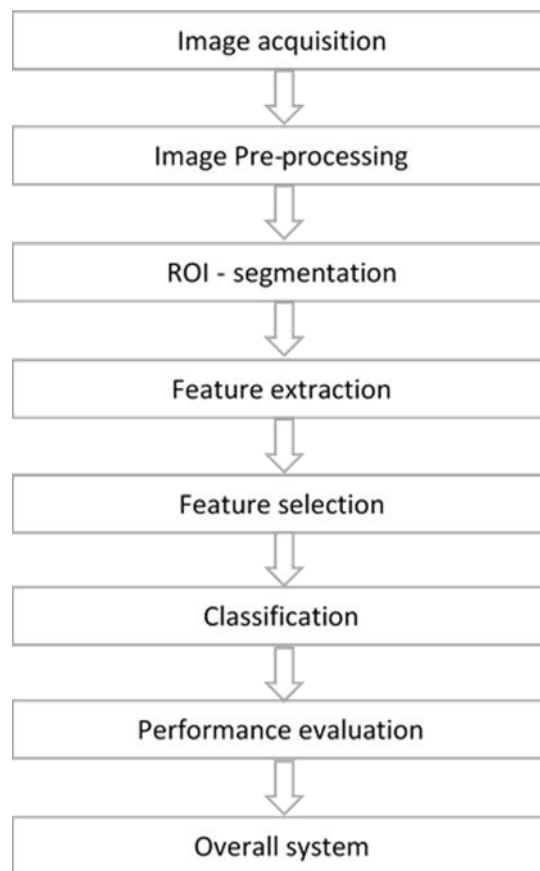 Image acquisition
Image Pre-processing
ROI - segmentation
Feature extraction
Feature selection
Classification
Performance evaluation
Overall system